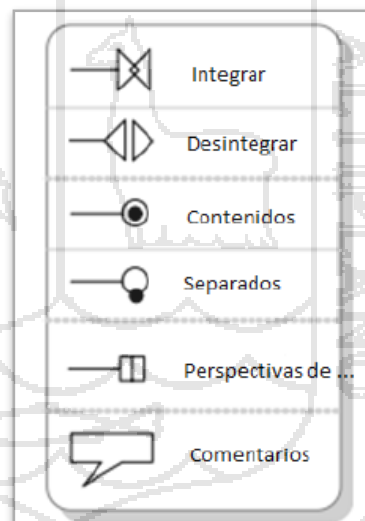 Integrar
Desintegrar
Contenidos
Separados
Perspectivas de ...
Comentarios